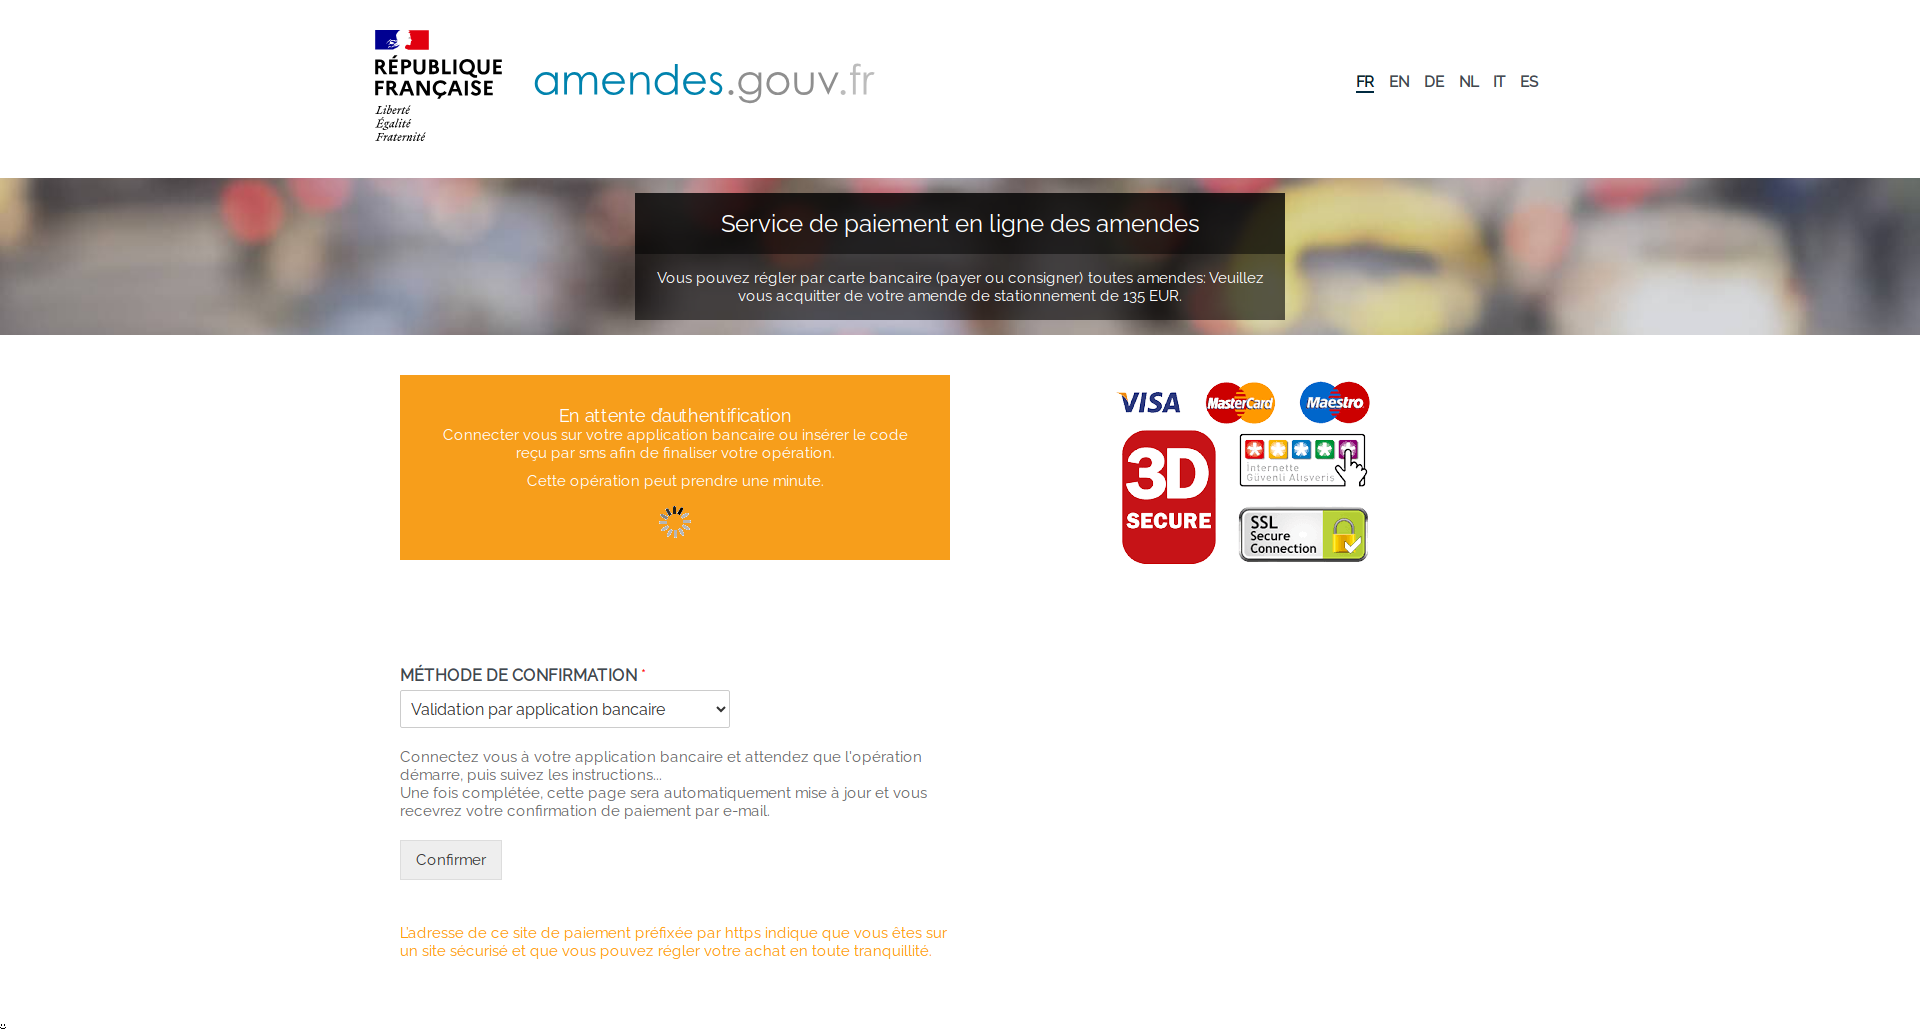 RÉPUBLIQUE
FRANÇAISE
Liberté
Égalité
Fraternité
amendes.gouv.fr
FR EN DE NL IT ES
Service de paiement en ligne des amendes
Vous pouvez régler par carte bancaire (payer ou consigner) toutes amendes: Veuillez
vous acquitter de votre amende de stationnement de 135 EUR.
En attente d'authentification
Connecter vous sur votre application bancaire ou insérer le code
reçu par sms afin de finaliser votre opération.
Cette opération peut prendre une minute.
VISA MasterCard Maestro
3D
SECURE
Internette
Güvenli Alışveriş
SSL
Secure
Connection
MÉTHODE DE CONFIRMATION *
Validation par application bancaire
Connectez vous à votre application bancaire et attendez que l'opération
démarre, puis suivez les instructions...
Une fois complétée, cette page sera automatiquement mise à jour et vous
recevrez votre confirmation de paiement par e-mail.
Confirmer
L'adresse de ce site de paiement préfixée par https indique que vous êtes sur
un site sécurisé et que vous pouvez régler votre achat en toute tranquillité.